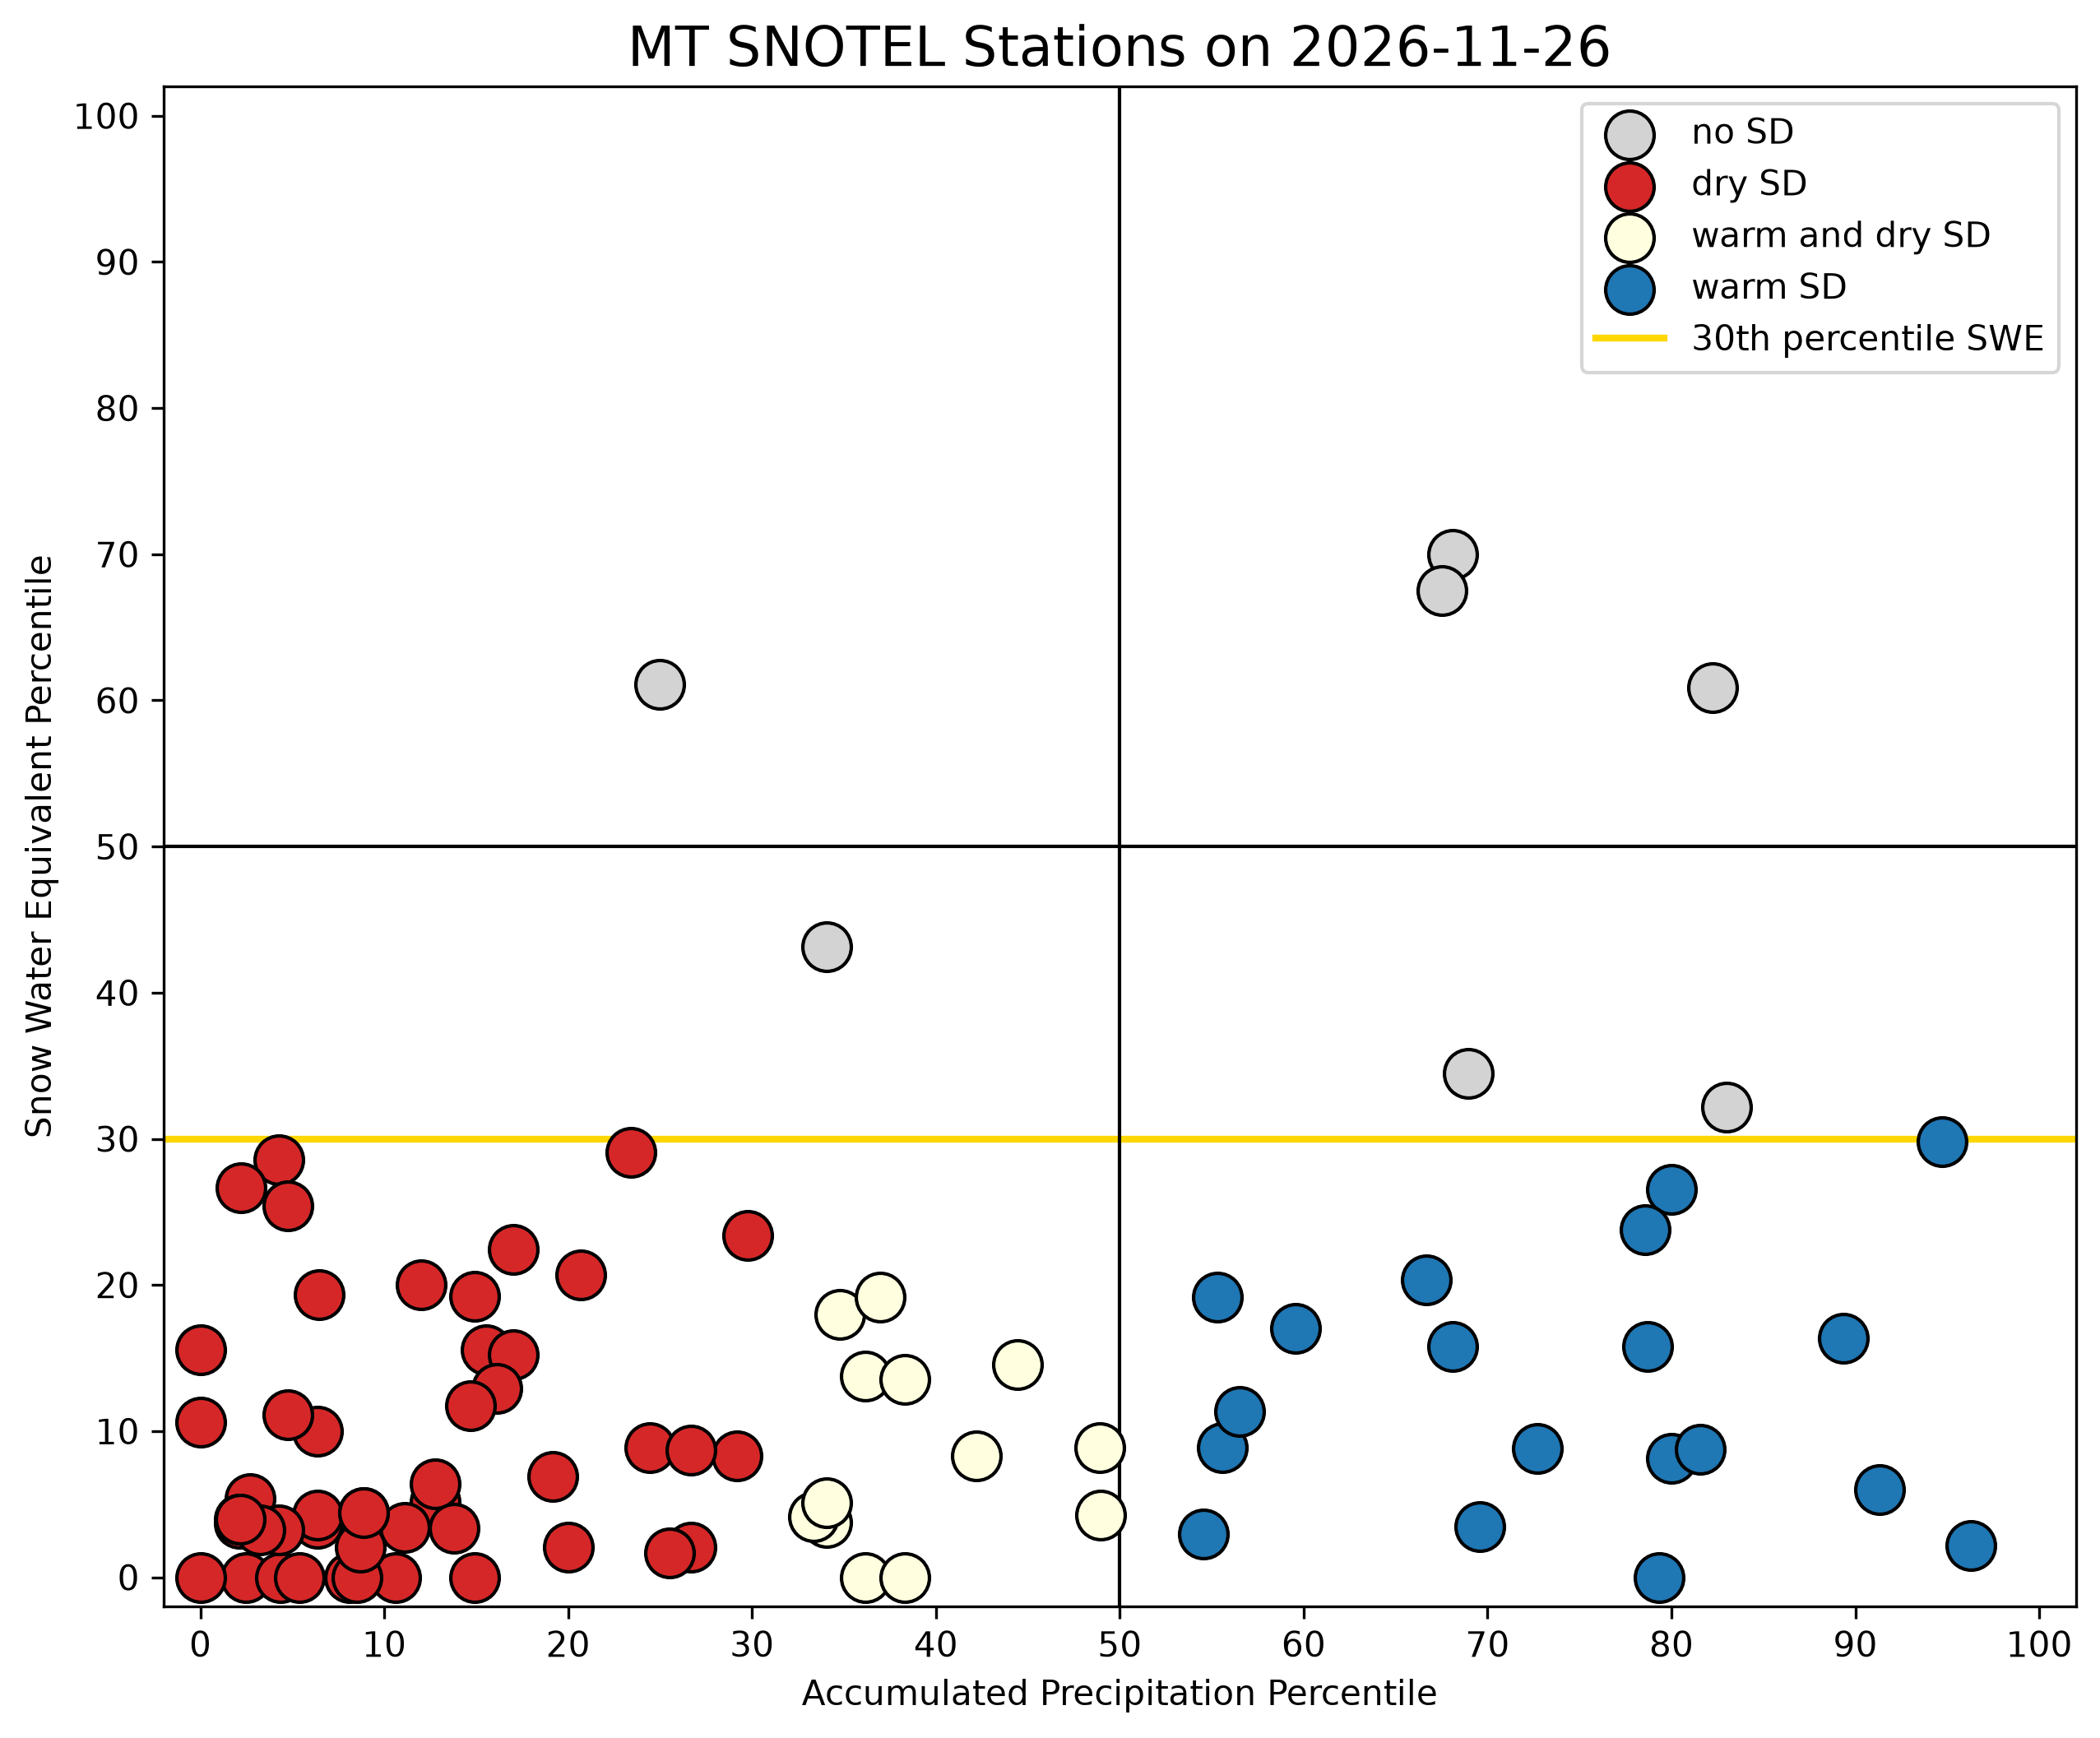 MT SNOTEL Stations on 2026-11-26
no SD
dry SD
warm and dry SD
warm SD
30th percentile SWE
Snow Water Equivalent Percentile
100
90
80
70
60
50
40
30
20
10
0
0 10 20 30 40 50 60 70 80 90 100
Accumulated Precipitation Percentile